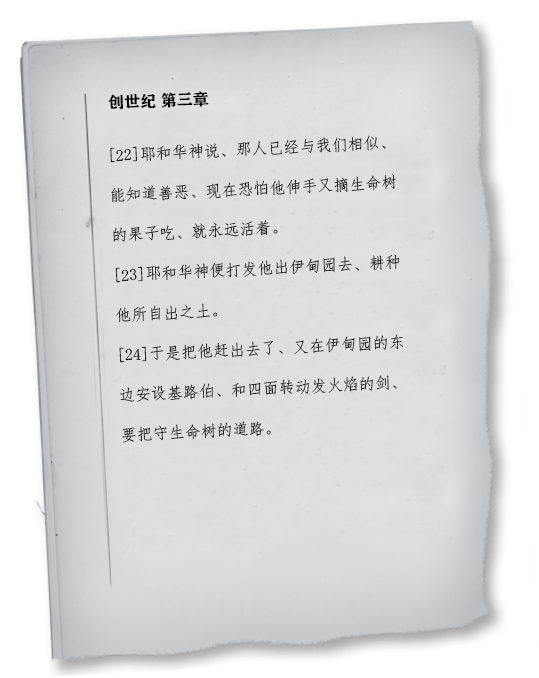 创世纪 第三章
[22]耶和华神说、那人已经与我们相似、
能知道善恶、现在恐怕他伸手又摘生命树
的果子吃、就永远活着。
[23]耶和华神便打发他出伊甸园去、耕种
他所自出之土。
[24]于是把他赶出去了、又在伊甸园的东
边安设基路伯、和四面转动发火焰的剑、
要把守生命树的道路。